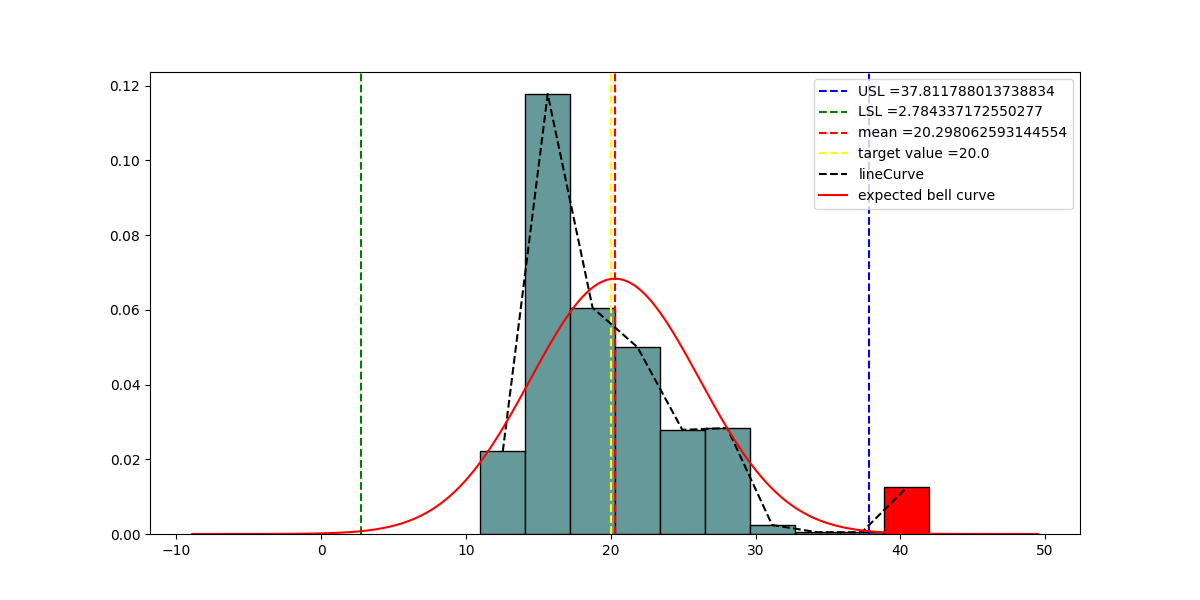 0.12
0.10
0.08
0.06
0.04
0.02
0.00
−10
0
10
20
30
40
50
USL =37.811788013738834
LSL =2.784337172550277
mean =20.298062593144554
target value =20.0
lineCurve
expected bell curve